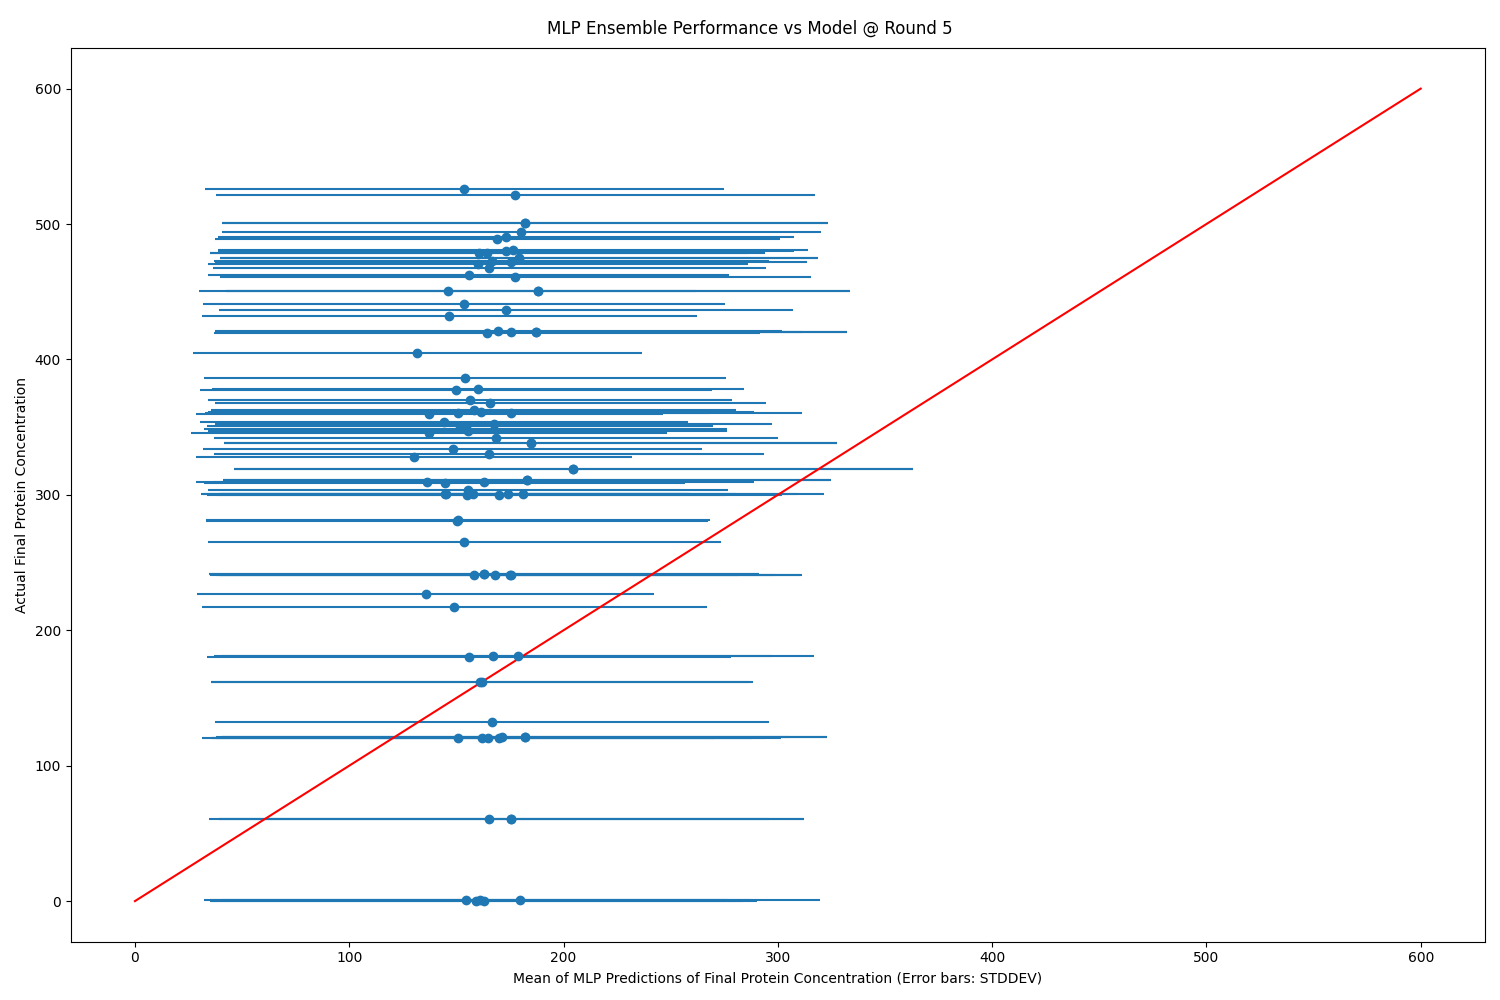 MLP Ensemble Performance vs Model @ Round 5
600
500
400
300
200
100
0
Actual Final Protein Concentration
0 100 200 300 400 500 600
Mean of MLP Predictions of Final Protein Concentration (Error bars: STDDEV)